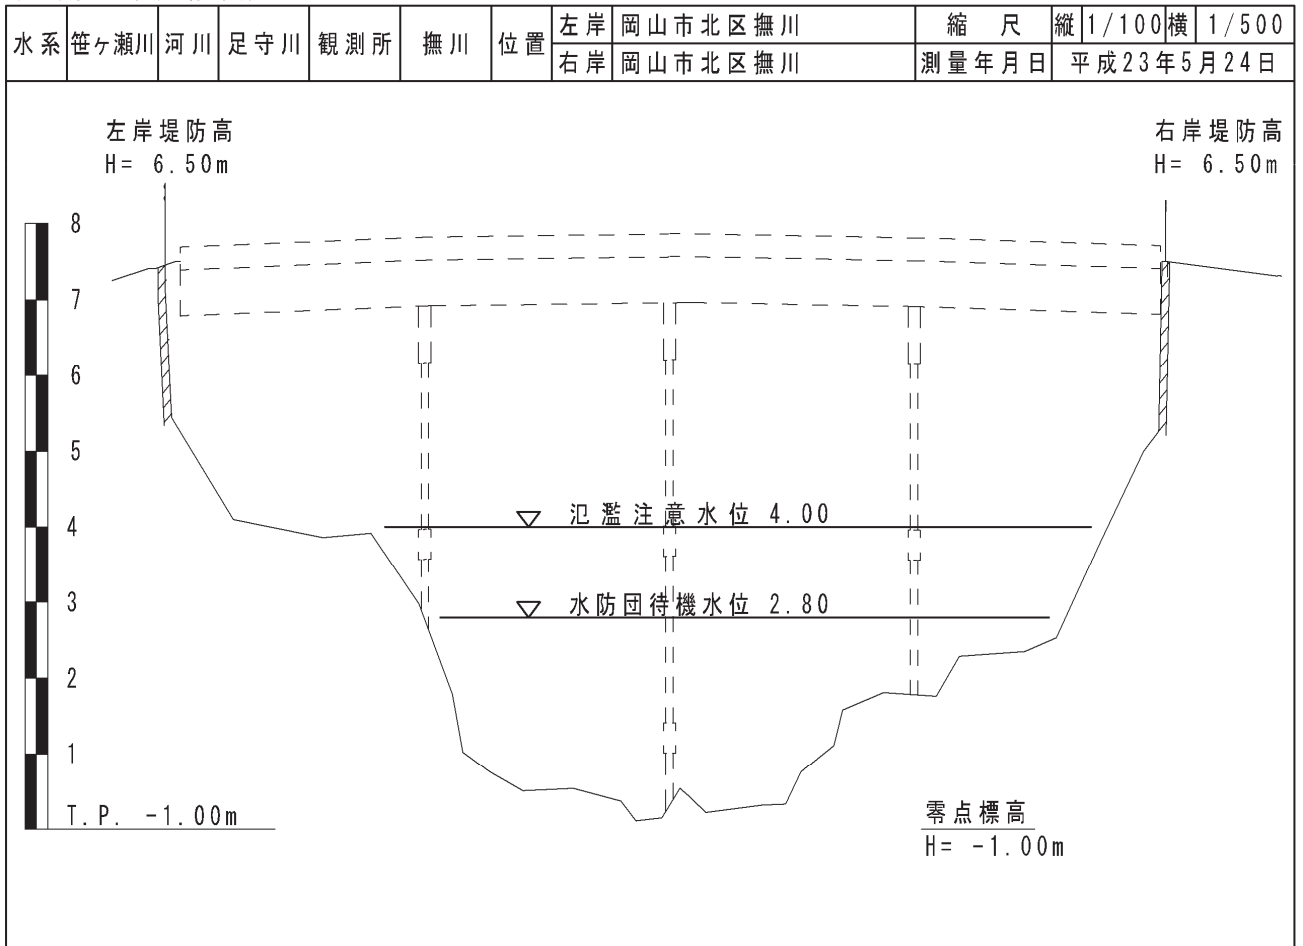 水系 笹ヶ瀬川 河川 足守川 観測所 撫川 位置 左岸 岡山市北区撫川 縮尺 縦 1/100 横 1/500
右岸 岡山市北区撫川 測量年月日 平成23年5月24日
左岸堤防高
H= 6.50m
右岸堤防高
H= 6.50m
8
7
6
5
氾濫注意水位 4.00
4
3
水防団待機水位 2.80
2
1
T.P. -1.00m
零点標高
H= -1.00m